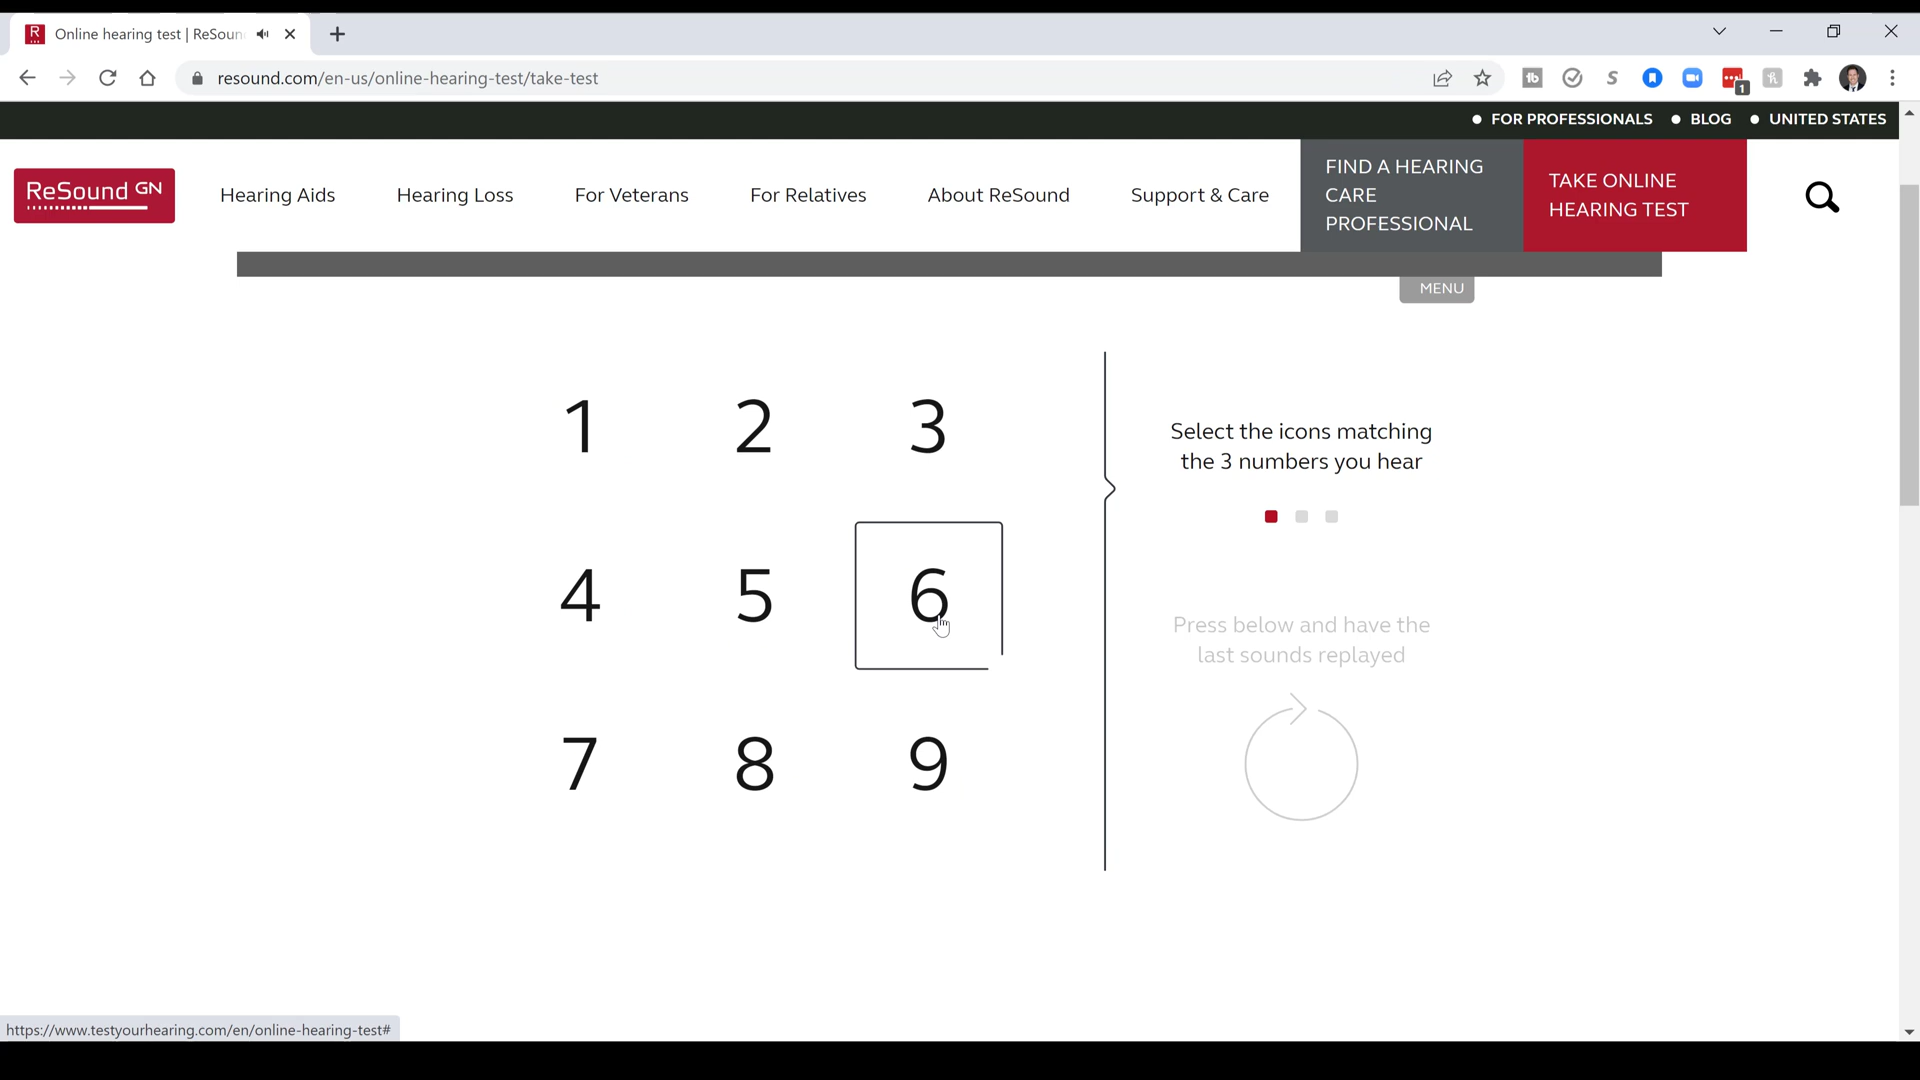 Online hearing test | ReSoun
resound.com/en-us/online-hearing-test/take-test
1
FOR PROFESSIONALS
BLOG
UNITED STATES
ReSound GN
Hearing Aids
Hearing Loss
For Veterans
For Relatives
About ReSound
Support & Care
FIND A HEARING
CARE
PROFESSIONAL
TAKE ONLINE
HEARING TEST
MENU
1 2 3
4 5 6
7 8 9
Select the icons matching
the 3 numbers you hear
Press below and have the
last sounds replayed
https://www.testyourhearing.com/en/online-hearing-test#